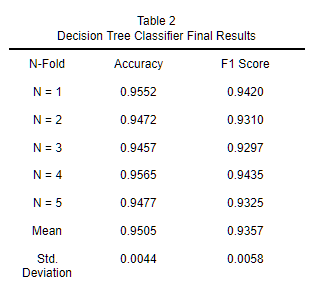 Table 2
Decision Tree Classifier Final Results
N-Fold Accuracy F1 Score
N = 1 0.9552 0.9420
N = 2 0.9472 0.9310
N = 3 0.9457 0.9297
N = 4 0.9565 0.9435
N = 5 0.9477 0.9325
Mean 0.9505 0.9357
Std. 0.0044 0.0058
Deviation